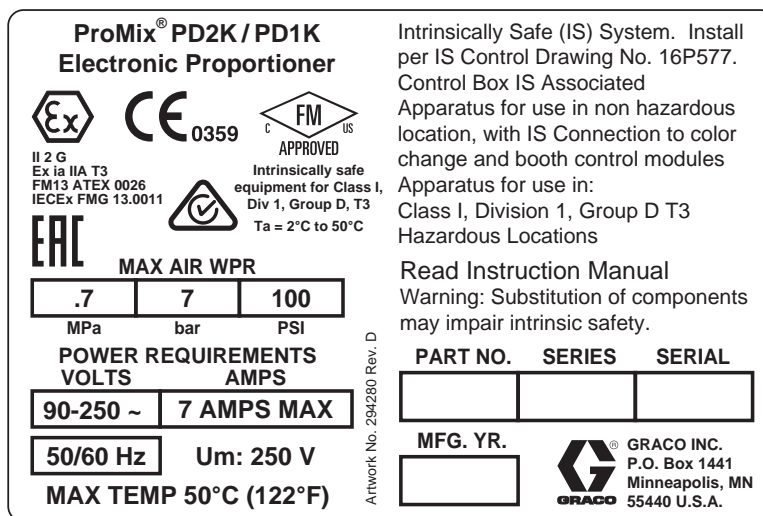 ProMix® PD2K / PD1K
Electronic Proportioner
Ex
CE 0359
FM
C US
APPROVED
II 2 G
Ex ia IIA T3
FM13 ATEX 0026
IECEx FMG 13.0011
Intrinsically safe
equipment for Class I,
Div 1, Group D, T3
Ta = 2°C to 50°C
EAC
MAX AIR WPR
.7 7 100
MPa bar PSI
POWER REQUIREMENTS
VOLTS AMPS
90-250 ~ 7 AMPS MAX
50/60 Hz Um: 250 V
MAX TEMP 50°C (122°F)
Artwork No. 294280 Rev. D
Intrinsically Safe (IS) System. Install
per IS Control Drawing No. 16P577.
Control Box IS Associated
Apparatus for use in non hazardous
location, with IS Connection to color
change and booth control modules
Apparatus for use in:
Class I, Division 1, Group D T3
Hazardous Locations
Read Instruction Manual
Warning: Substitution of components
may impair intrinsic safety.
PART NO. SERIES SERIAL
MFG. YR.
®
GRACO
GRACO INC.
P.O. Box 1441
Minneapolis, MN
55440 U.S.A.